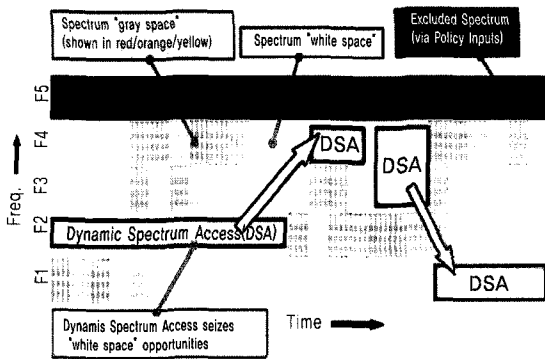 Spectrum "gray space"
(shown in red/orange/yellow)
Spectrum "white space"
Excluded Spectrum
(via Policy Inputs)
F5
F4
F3
F2
F1
Freq.
DSA
DSA
Dynamic Spectrum Access(DSA)
DSA
Time
Dynamis Spectrum Access seizes
"white space" opportunities